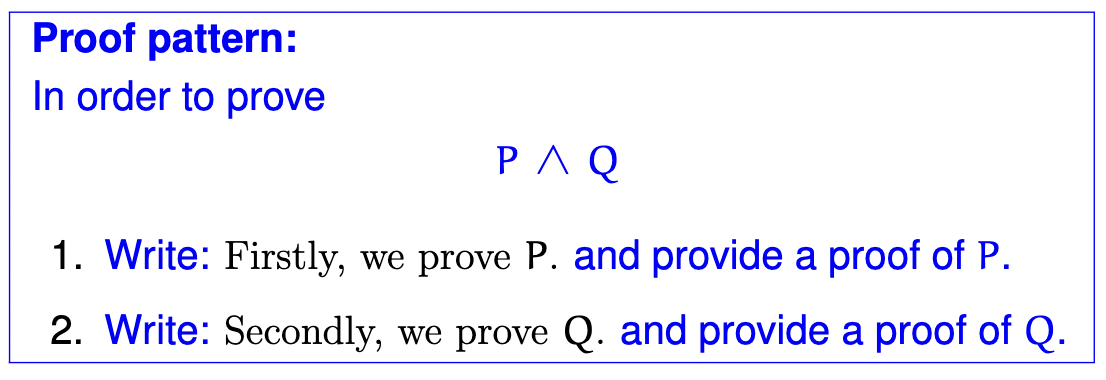 Proof pattern:
In order to prove
P ∧ Q
1. Write: Firstly, we prove P. and provide a proof of P.
2. Write: Secondly, we prove Q. and provide a proof of Q.